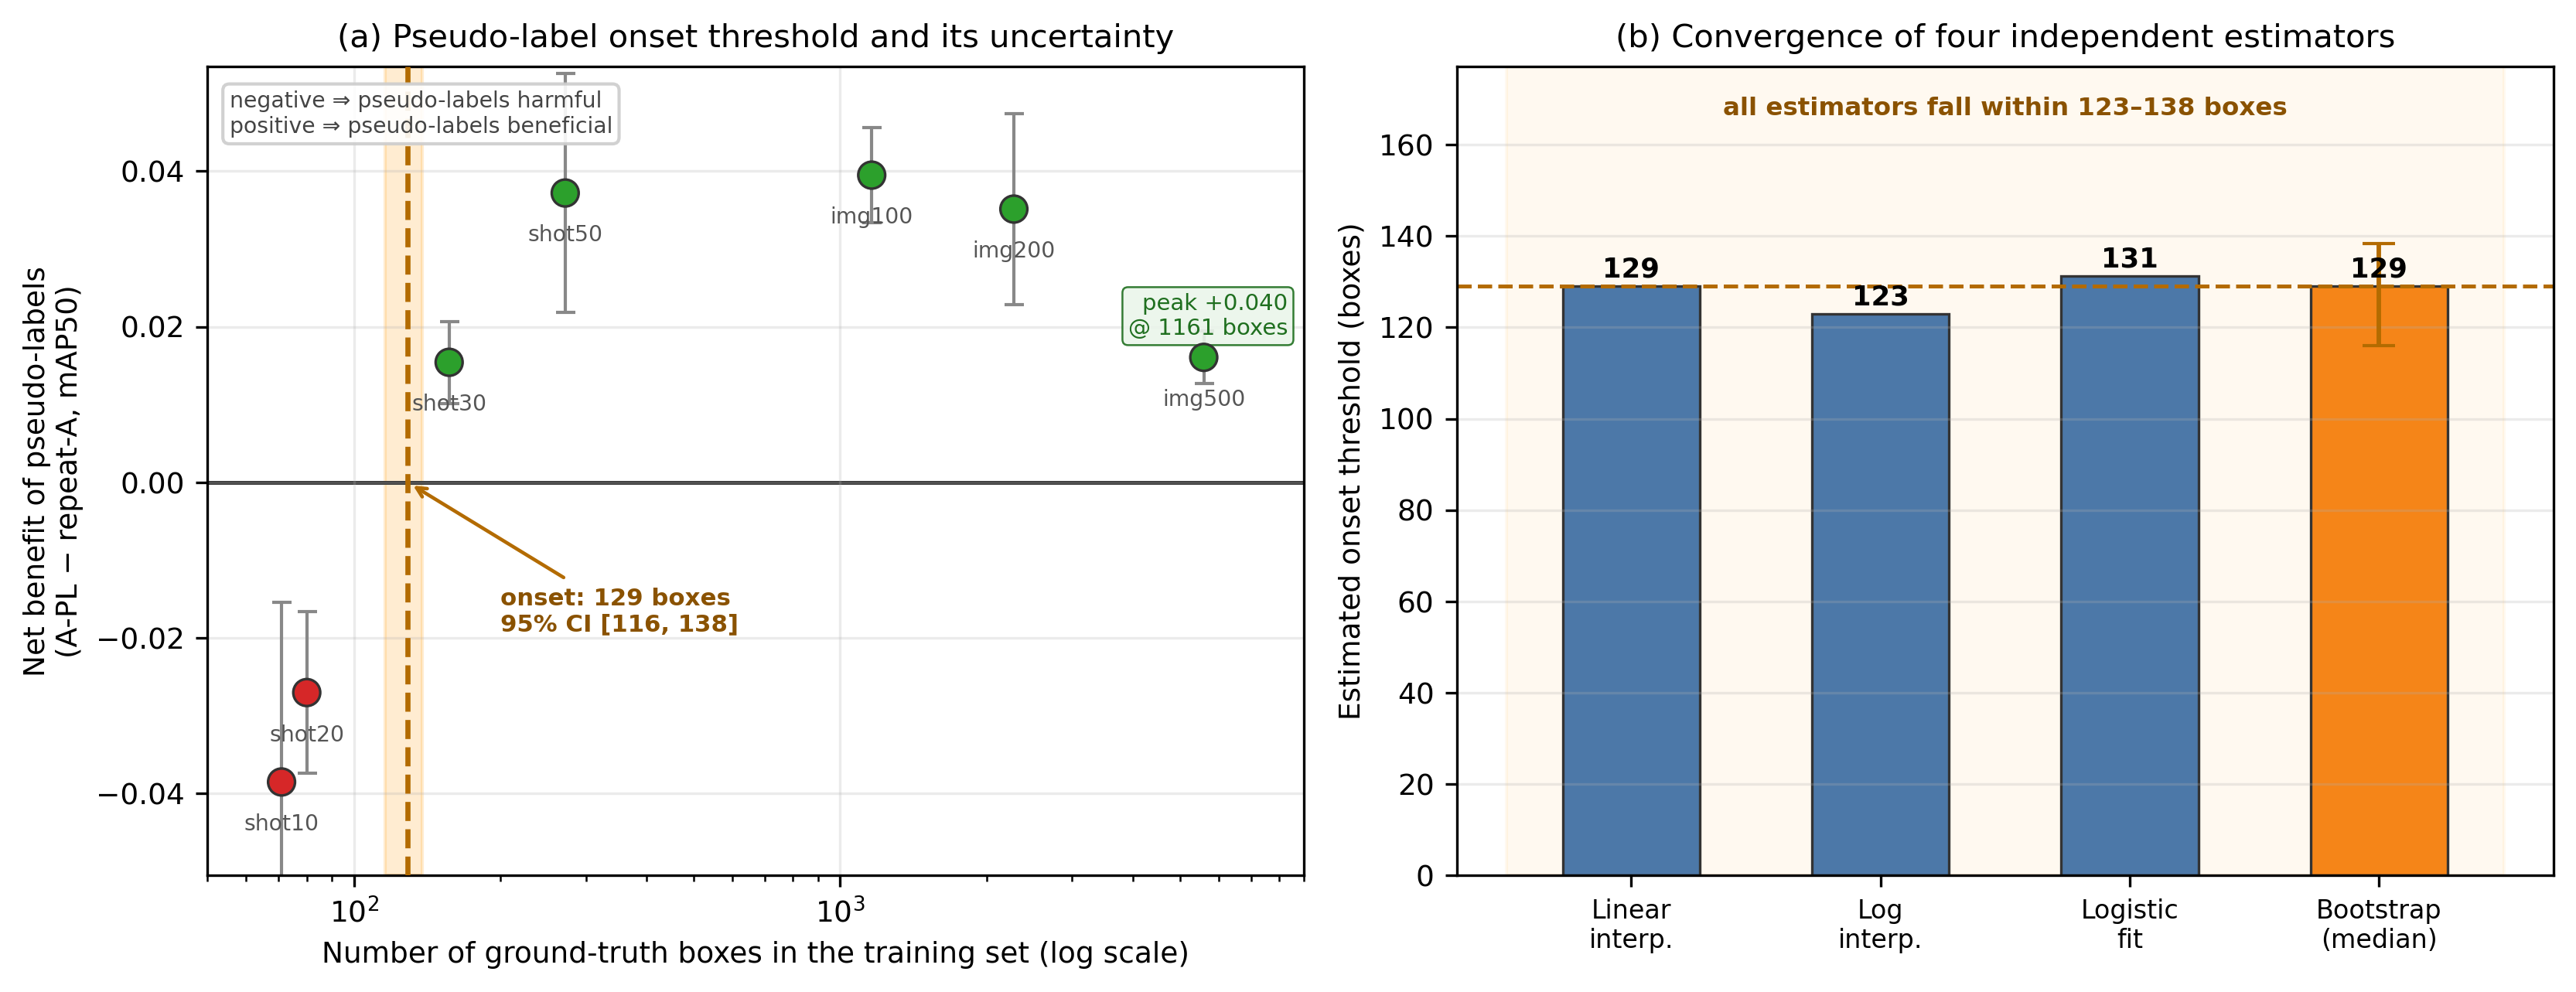 (a) Pseudo-label onset threshold and its uncertainty
negative ⇒ pseudo-labels harmful
positive ⇒ pseudo-labels beneficial
Net benefit of pseudo-labels
(A-PL − repeat-A, mAP50)
0.04
0.02
0.00
−0.02
−0.04
shot10
shot20
shot30
shot50
img100
img200
img500
peak +0.040
@ 1161 boxes
onset: 129 boxes
95% CI [116, 138]
10²
10³
Number of ground-truth boxes in the training set (log scale)
(b) Convergence of four independent estimators
all estimators fall within 123–138 boxes
Estimated onset threshold (boxes)
160
140
120
100
80
60
40
20
0
129
123
131
129
Linear
interp.
Log
interp.
Logistic
fit
Bootstrap
(median)